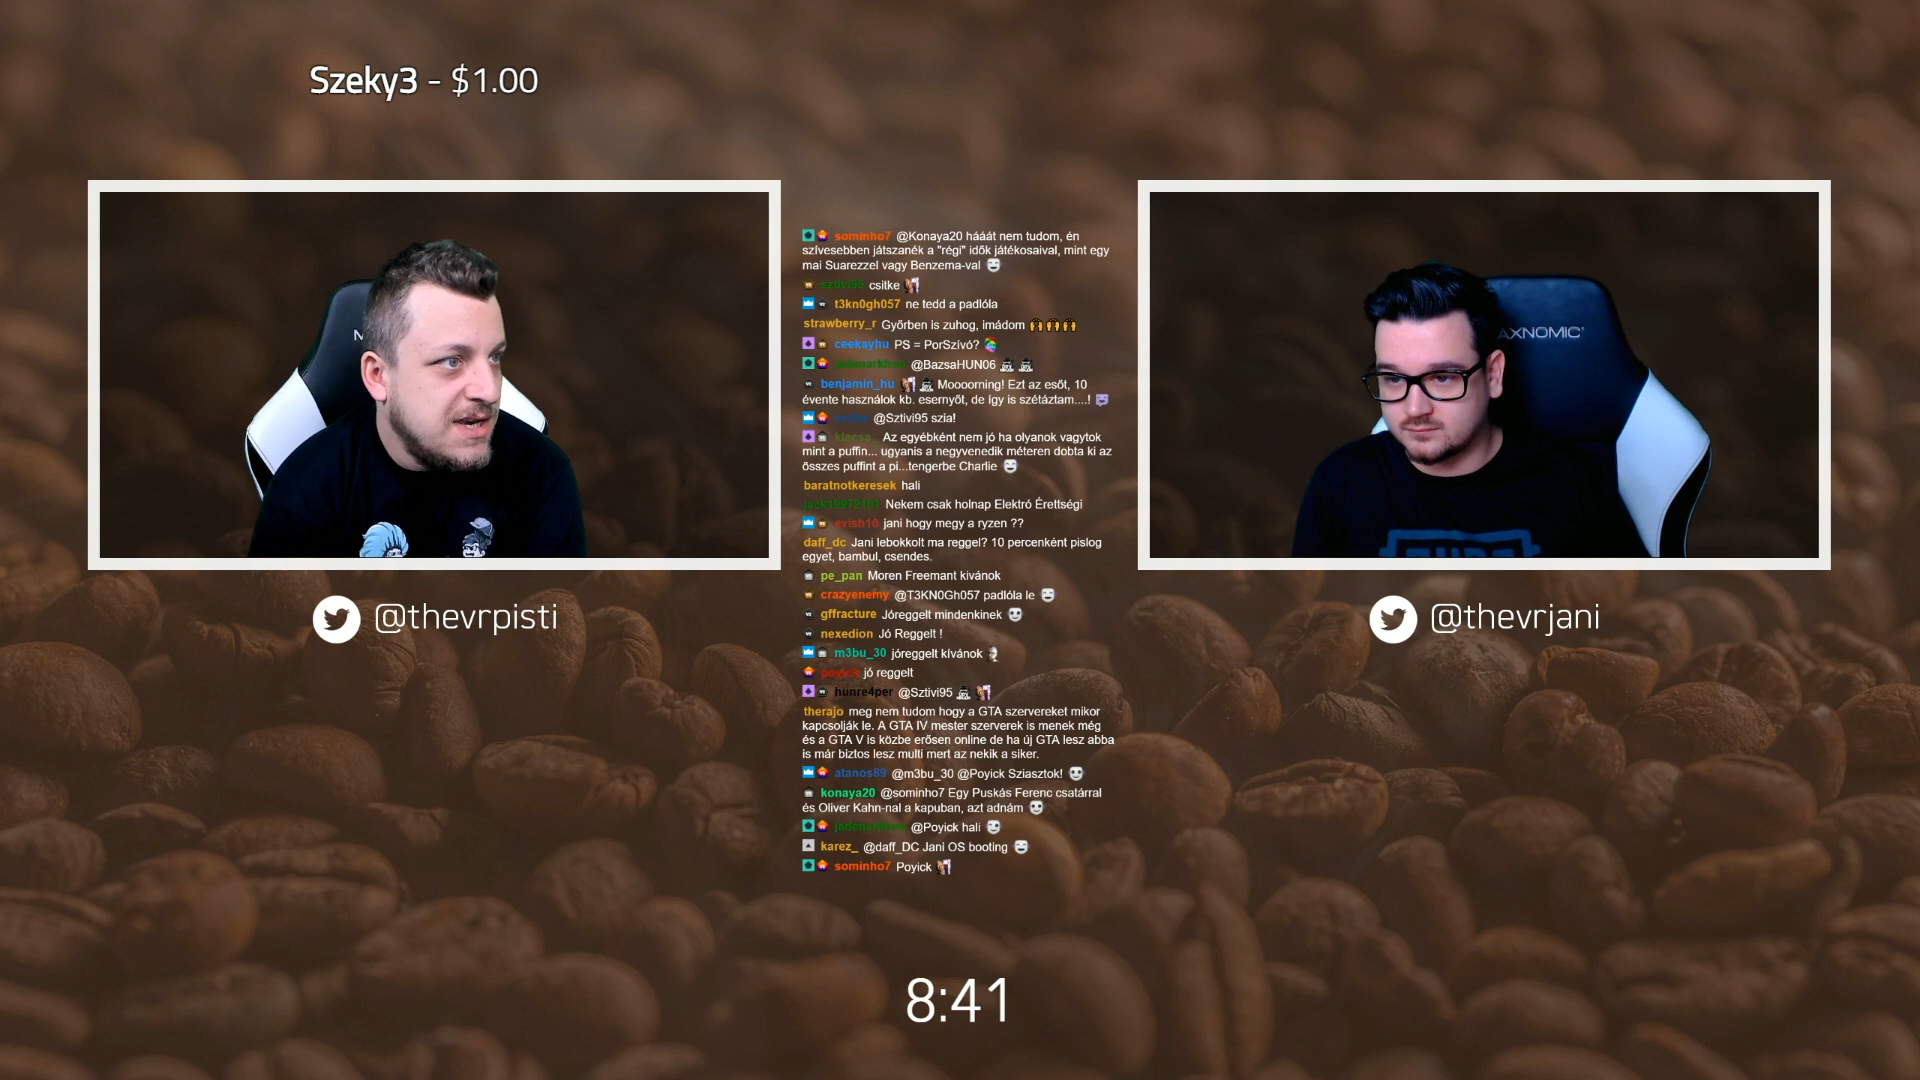 Szeky3 - $1.00
sominho7 @Konaya20 hááát nem tudom, én
szívesebben játszanék a "régi" idők játékosaival, mint egy
mai Suarezzel vagy Benzema-val
sztivi95 csitke
t3kn0gh057 ne tedd a padlóla
strawberry_r Győrben is zuhog, imádom
ceekayhu PS = PorSzívó?
@BazsaHUN06
benjamin_hu Moooorning! Ezt az esőt, 10
évente használok kb. esernyőt, de így is szétáztam....!
@Sztivi95 szia!
klacsa_ Az egyébként nem jó ha olyanok vagytok
mint a puffin... ugyanis a negyvenedik méteren dobta ki az
összes puffint a pi...tengerbe Charlie
baratnotkeresek hali
Nekem csak holnap Elektró Érettségi
evish10 jani hogy megy a ryzen ??
daff_dc Jani lebokkolt ma reggel? 10 percenként pislog
egyet, bambul, csendes.
pe_pan Moren Freemant kivánok
crazyenemy @T3KN0Gh057 padlóla le
gffracture Jóreggelt mindenkinek
nexedion Jó Reggelt !
m3bu_30 jóreggelt kívánok
poyick jó reggelt
hunre4per @Sztivi95
therajo meg nem tudom hogy a GTA szervereket mikor
kapcsolják le. A GTA IV mester szerverek is menek még
és a GTA V is közbe erősen online de ha új GTA lesz abba
is már biztos lesz multi mert az nekik a siker.
atanos89 @m3bu_30 @Poyick Sziasztok!
konaya20 @sominho7 Egy Puskás Ferenc csatárral
és Oliver Kahn-nal a kapuban, azt adnám
@Poyick hali
karez_ @daff_DC Jani OS booting
sominho7 Poyick
AXNOMIC
@thevrpisti
@thevrjani
8:41